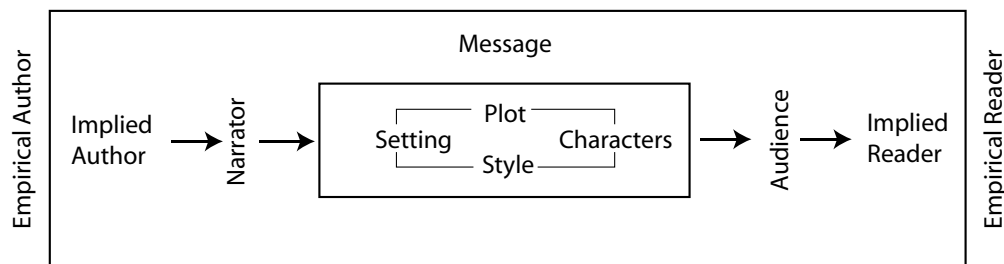 Empirical Author
Message
Implied
Author
Narrator
Plot
Setting
Characters
Style
Audience
Implied
Reader
Empirical Reader